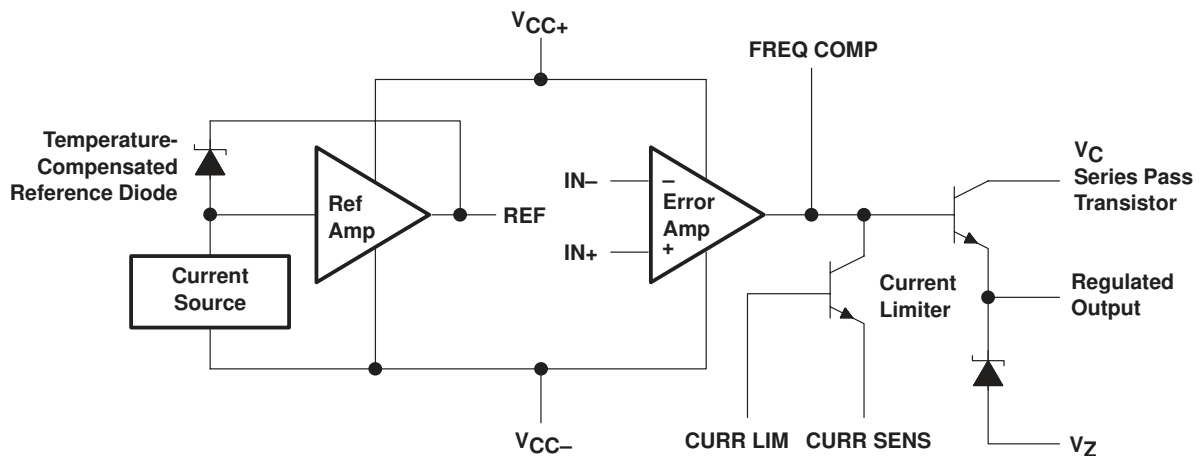 VCC+
FREQ COMP
Temperature-
Compensated
Reference Diode
VC
Series Pass
Transistor
IN–
–
Error
Amp
+
Ref
Amp
REF
IN+
Current
Source
Current
Limiter
Regulated
Output
VCC–
CURR LIM
CURR SENS
VZ